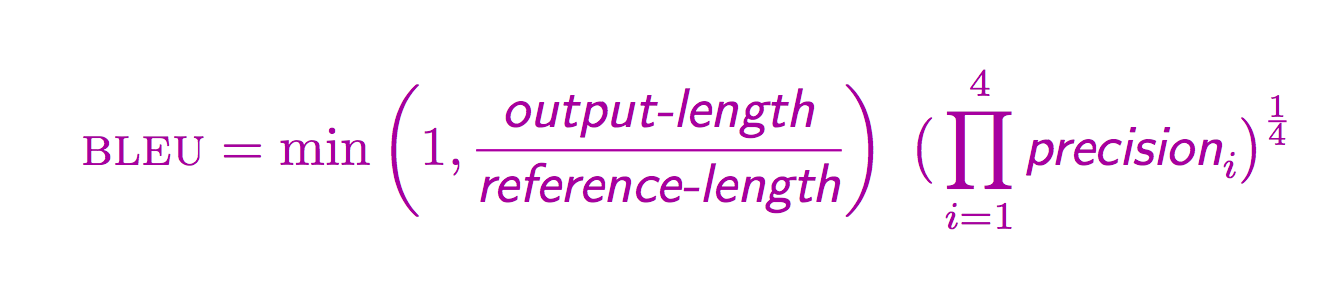 BLEU = min (1, output-length / reference-length) (∏_{i=1}^{4} precision_i)^{1/4}